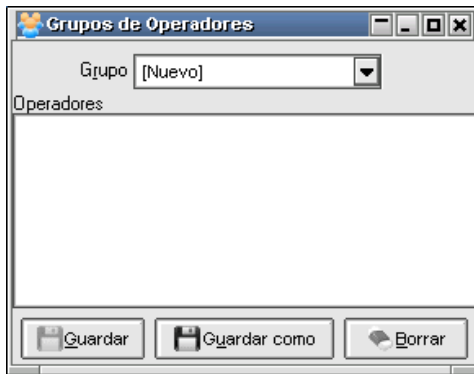 Grupos de Operadores
Grupo [Nuevo]
Operadores
Guardar Guardar como Borrar